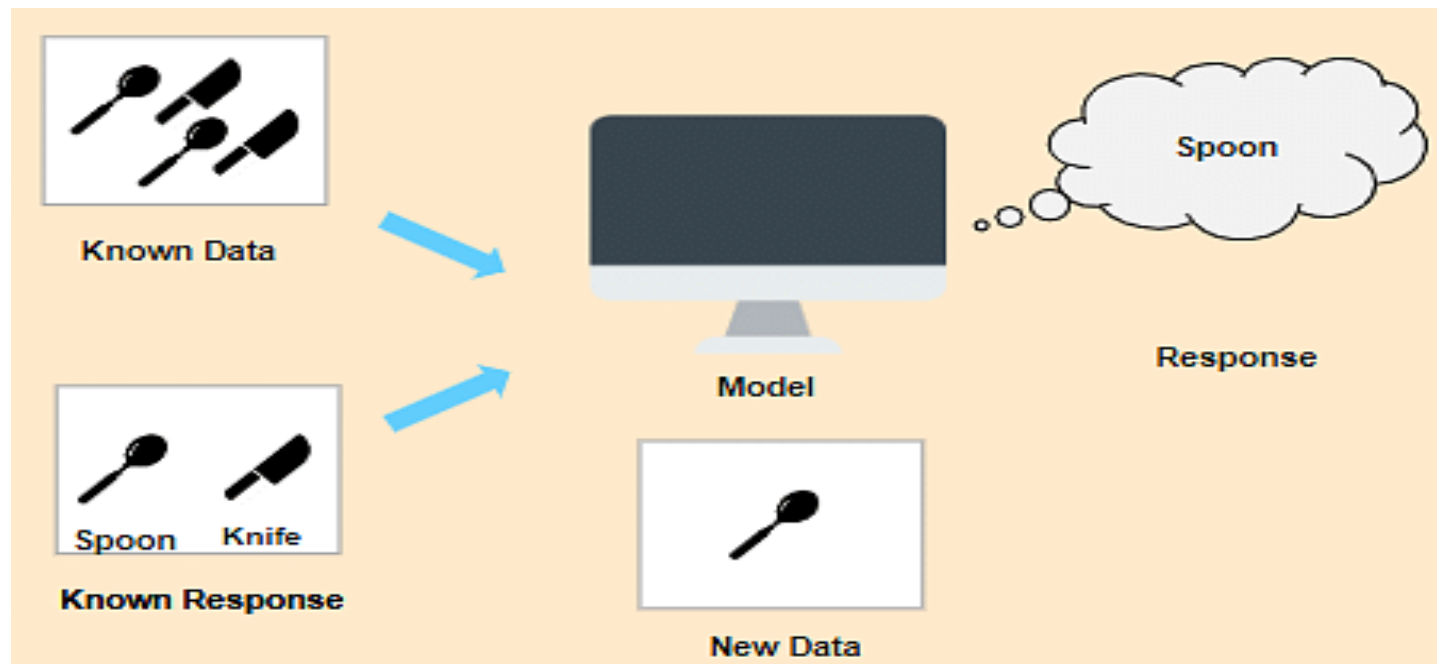 Known Data
Spoon
Knife
Known Response
Model
New Data
Spoon
Response